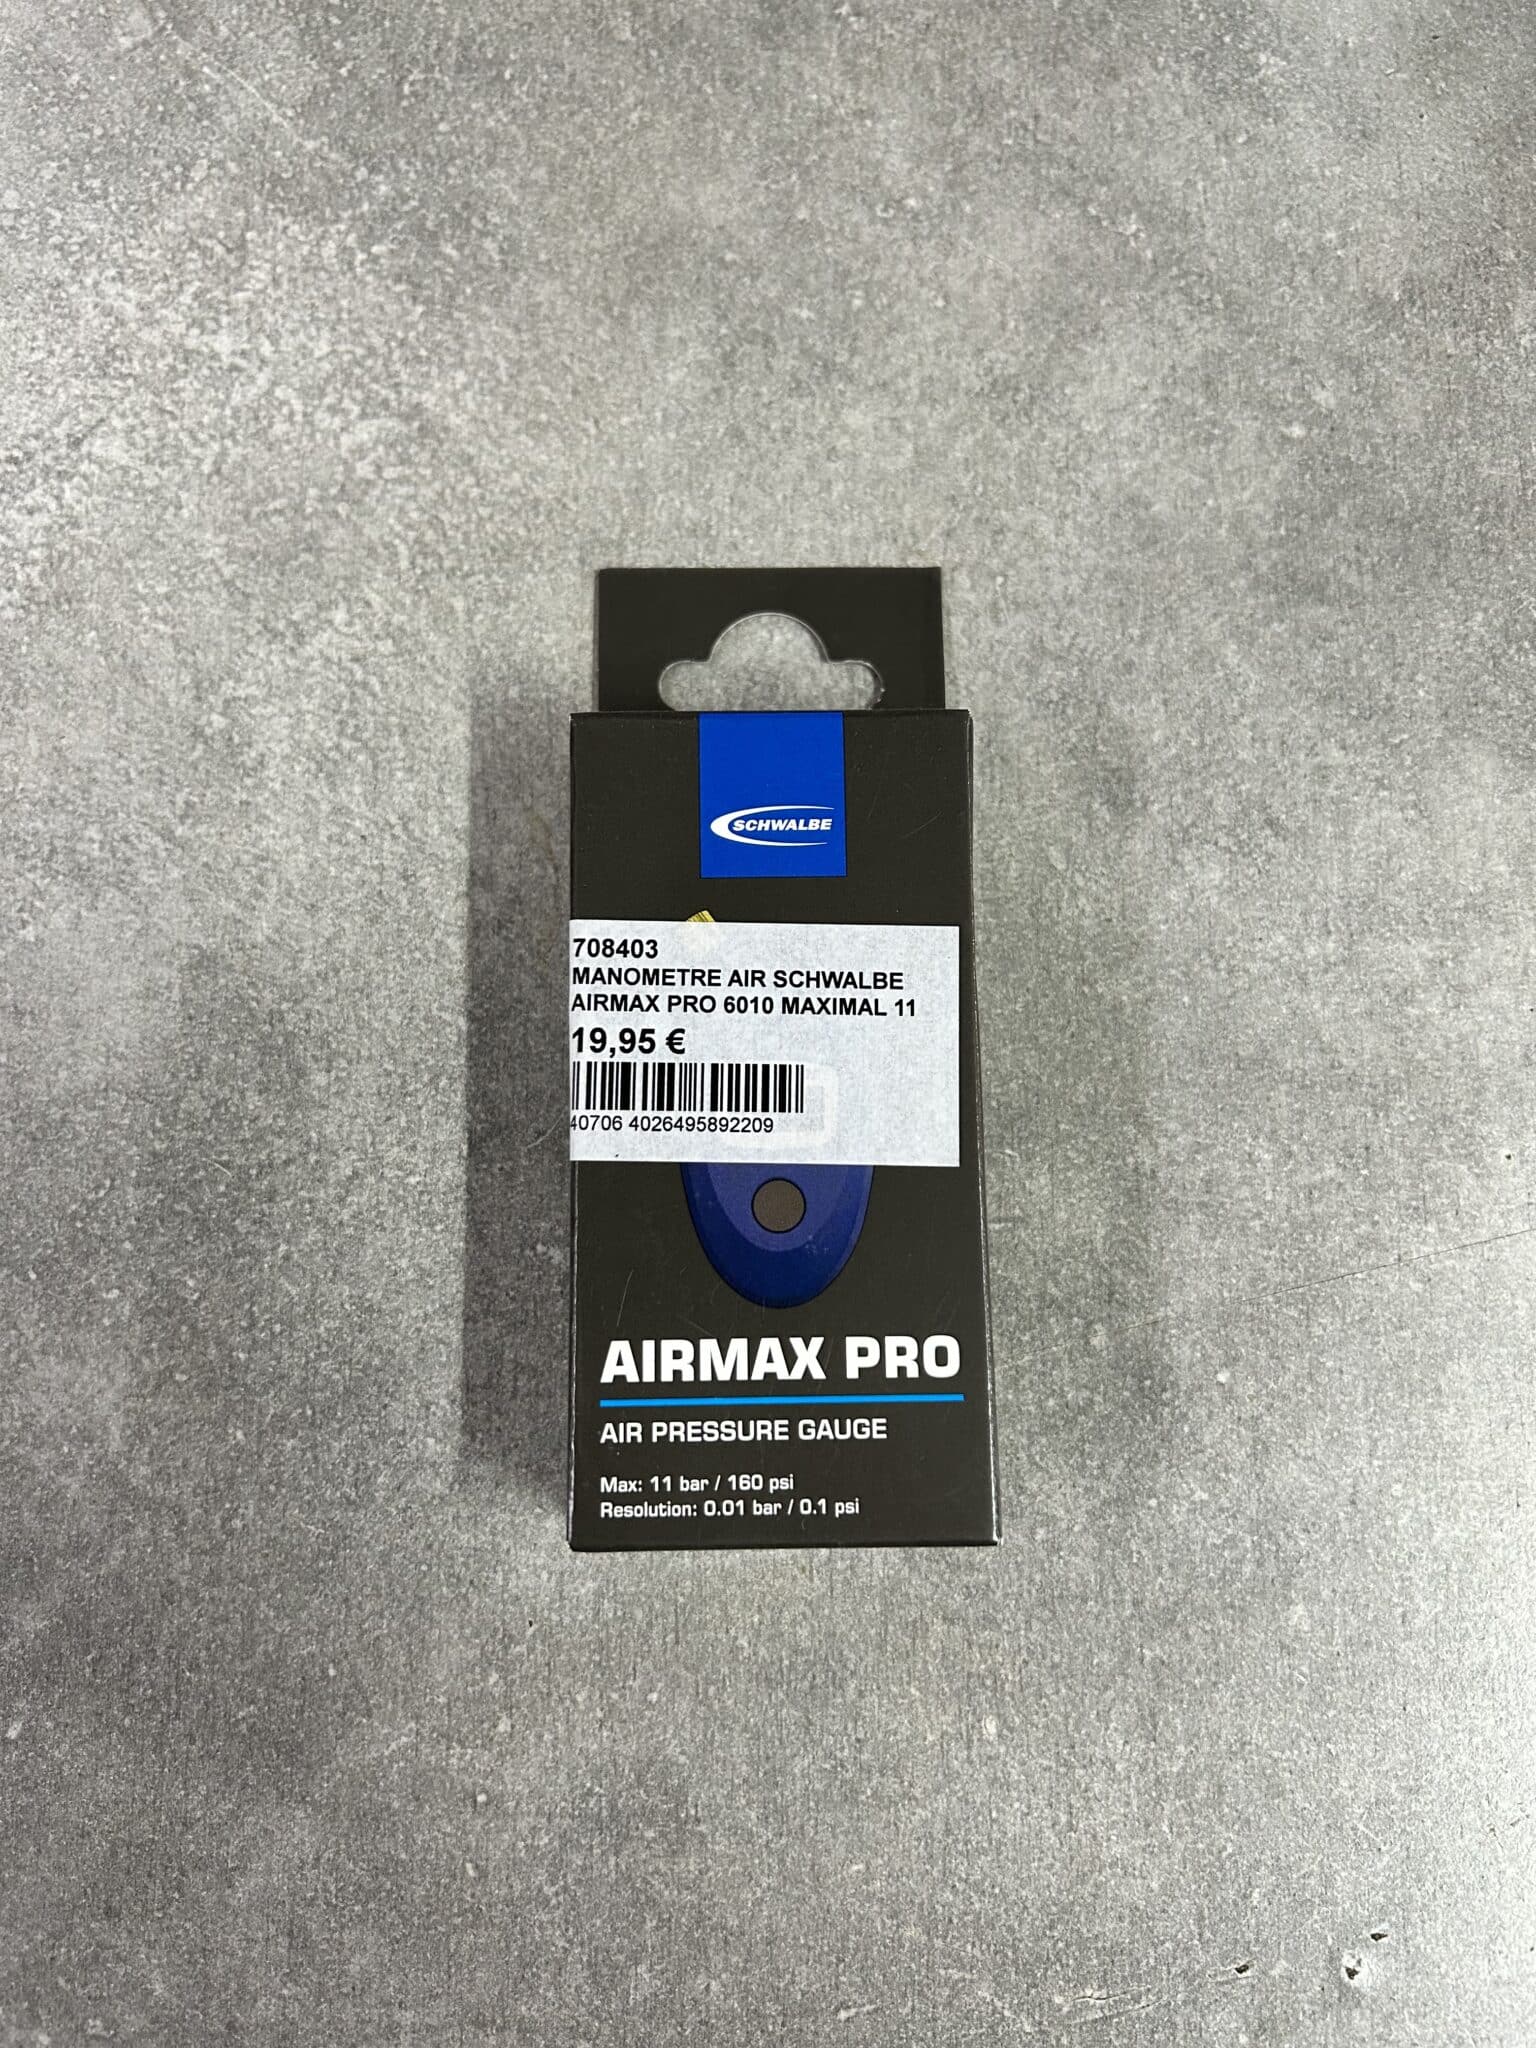 SCHWALBE
708403
MANOMETRE AIR SCHWALBE
AIRMAX PRO 6010 MAXIMAL 11
19,95 €
40706 4026495892209
AIRMAX PRO
AIR PRESSURE GAUGE
Max: 11 bar / 160 psi
Resolution: 0.01 bar / 0.1 psi